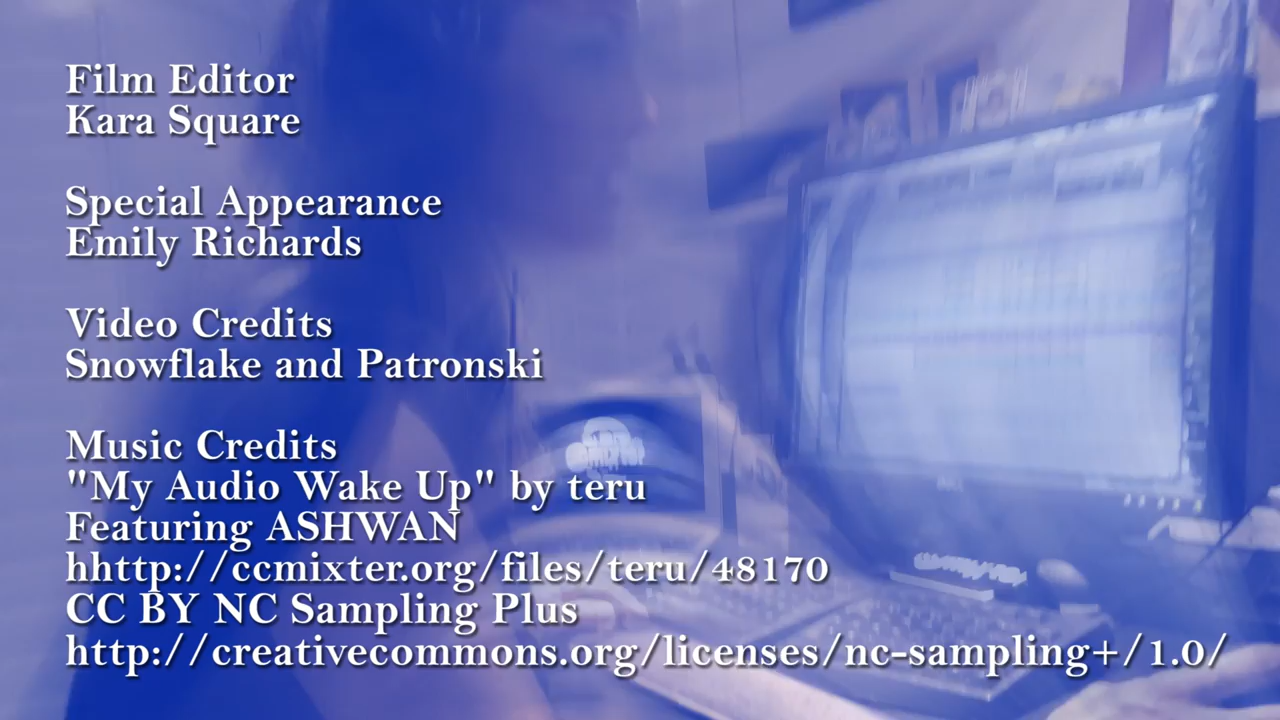 Film Editor
Kara Square
Special Appearance
Emily Richards
Video Credits
Snowflake and Patronski
Music Credits
"My Audio Wake Up" by teru
Featuring ASHWAN
hhttp://ccmixter.org/files/teru/48170
CC BY NC Sampling Plus
http://creativecommons.org/licenses/nc-sampling+/1.0/